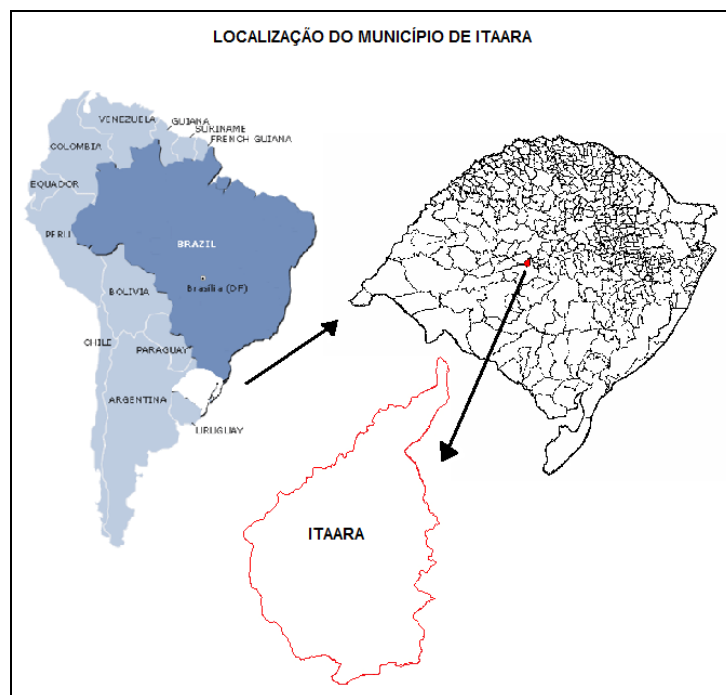 LOCALIZAÇÃO DO MUNICÍPIO DE ITAARA
VENEZUELA
GUIANA
SURINAME
FRENCH GUIANA
COLOMBIA
EQUADOR
PERU
BRAZIL
Brasília (DF)
BOLIVIA
CHILE
PARAGUAY
ARGENTINA
URUGUAY
ITAARA